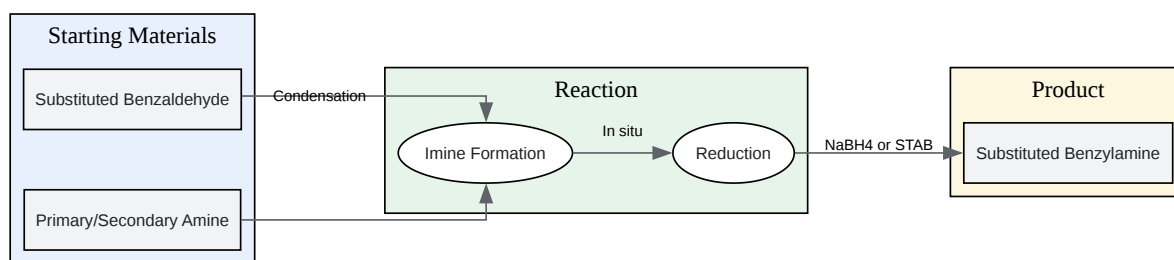 Starting Materials
Substituted Benzaldehyde
Primary/Secondary Amine
Condensation
Reaction
Imine Formation
In situ
Reduction
NaBH4 or STAB
Product
Substituted Benzylamine